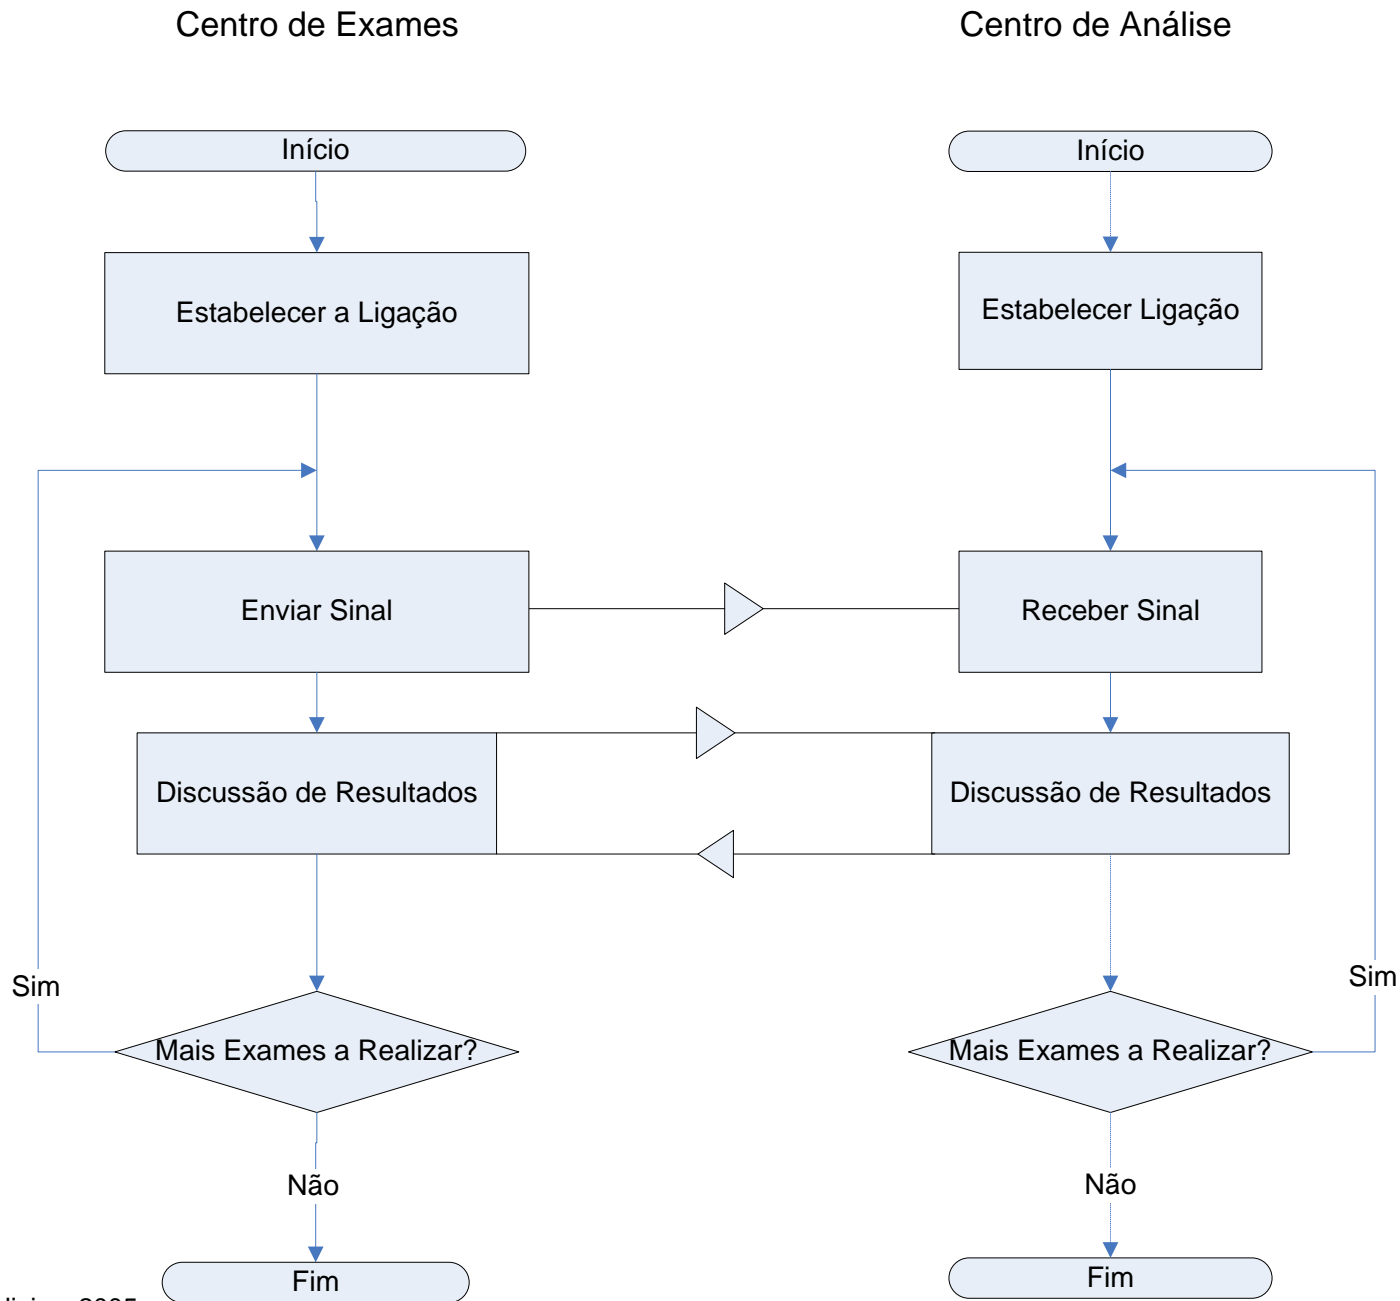 Centro de Exames
Centro de Análise
Início
Início
Estabelecer a Ligação
Estabelecer Ligação
Enviar Sinal
Receber Sinal
Discussão de Resultados
Discussão de Resultados
Sim
Sim
Mais Exames a Realizar?
Mais Exames a Realizar?
Não
Não
Fim
Fim